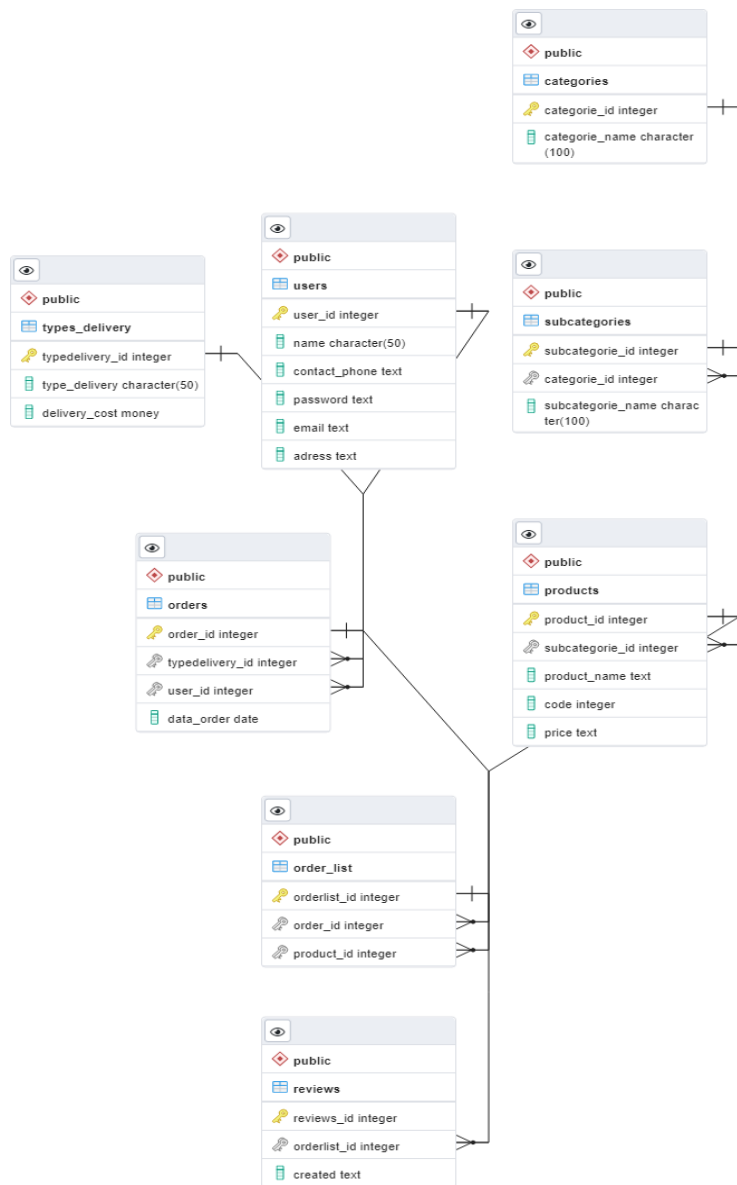 public
categories
categorie_id integer
categorie_name character
(100)
public
users
user_id integer
name character(50)
contact_phone text
password text
email text
adress text
public
types_delivery
typedelivery_id integer
type_delivery character(50)
delivery_cost money
public
subcategories
subcategorie_id integer
categorie_id integer
subcategorie_name charac
ter(100)
public
orders
order_id integer
typedelivery_id integer
user_id integer
data_order date
public
products
product_id integer
subcategorie_id integer
product_name text
code integer
price text
public
order_list
orderlist_id integer
order_id integer
product_id integer
public
reviews
reviews_id integer
orderlist_id integer
created text